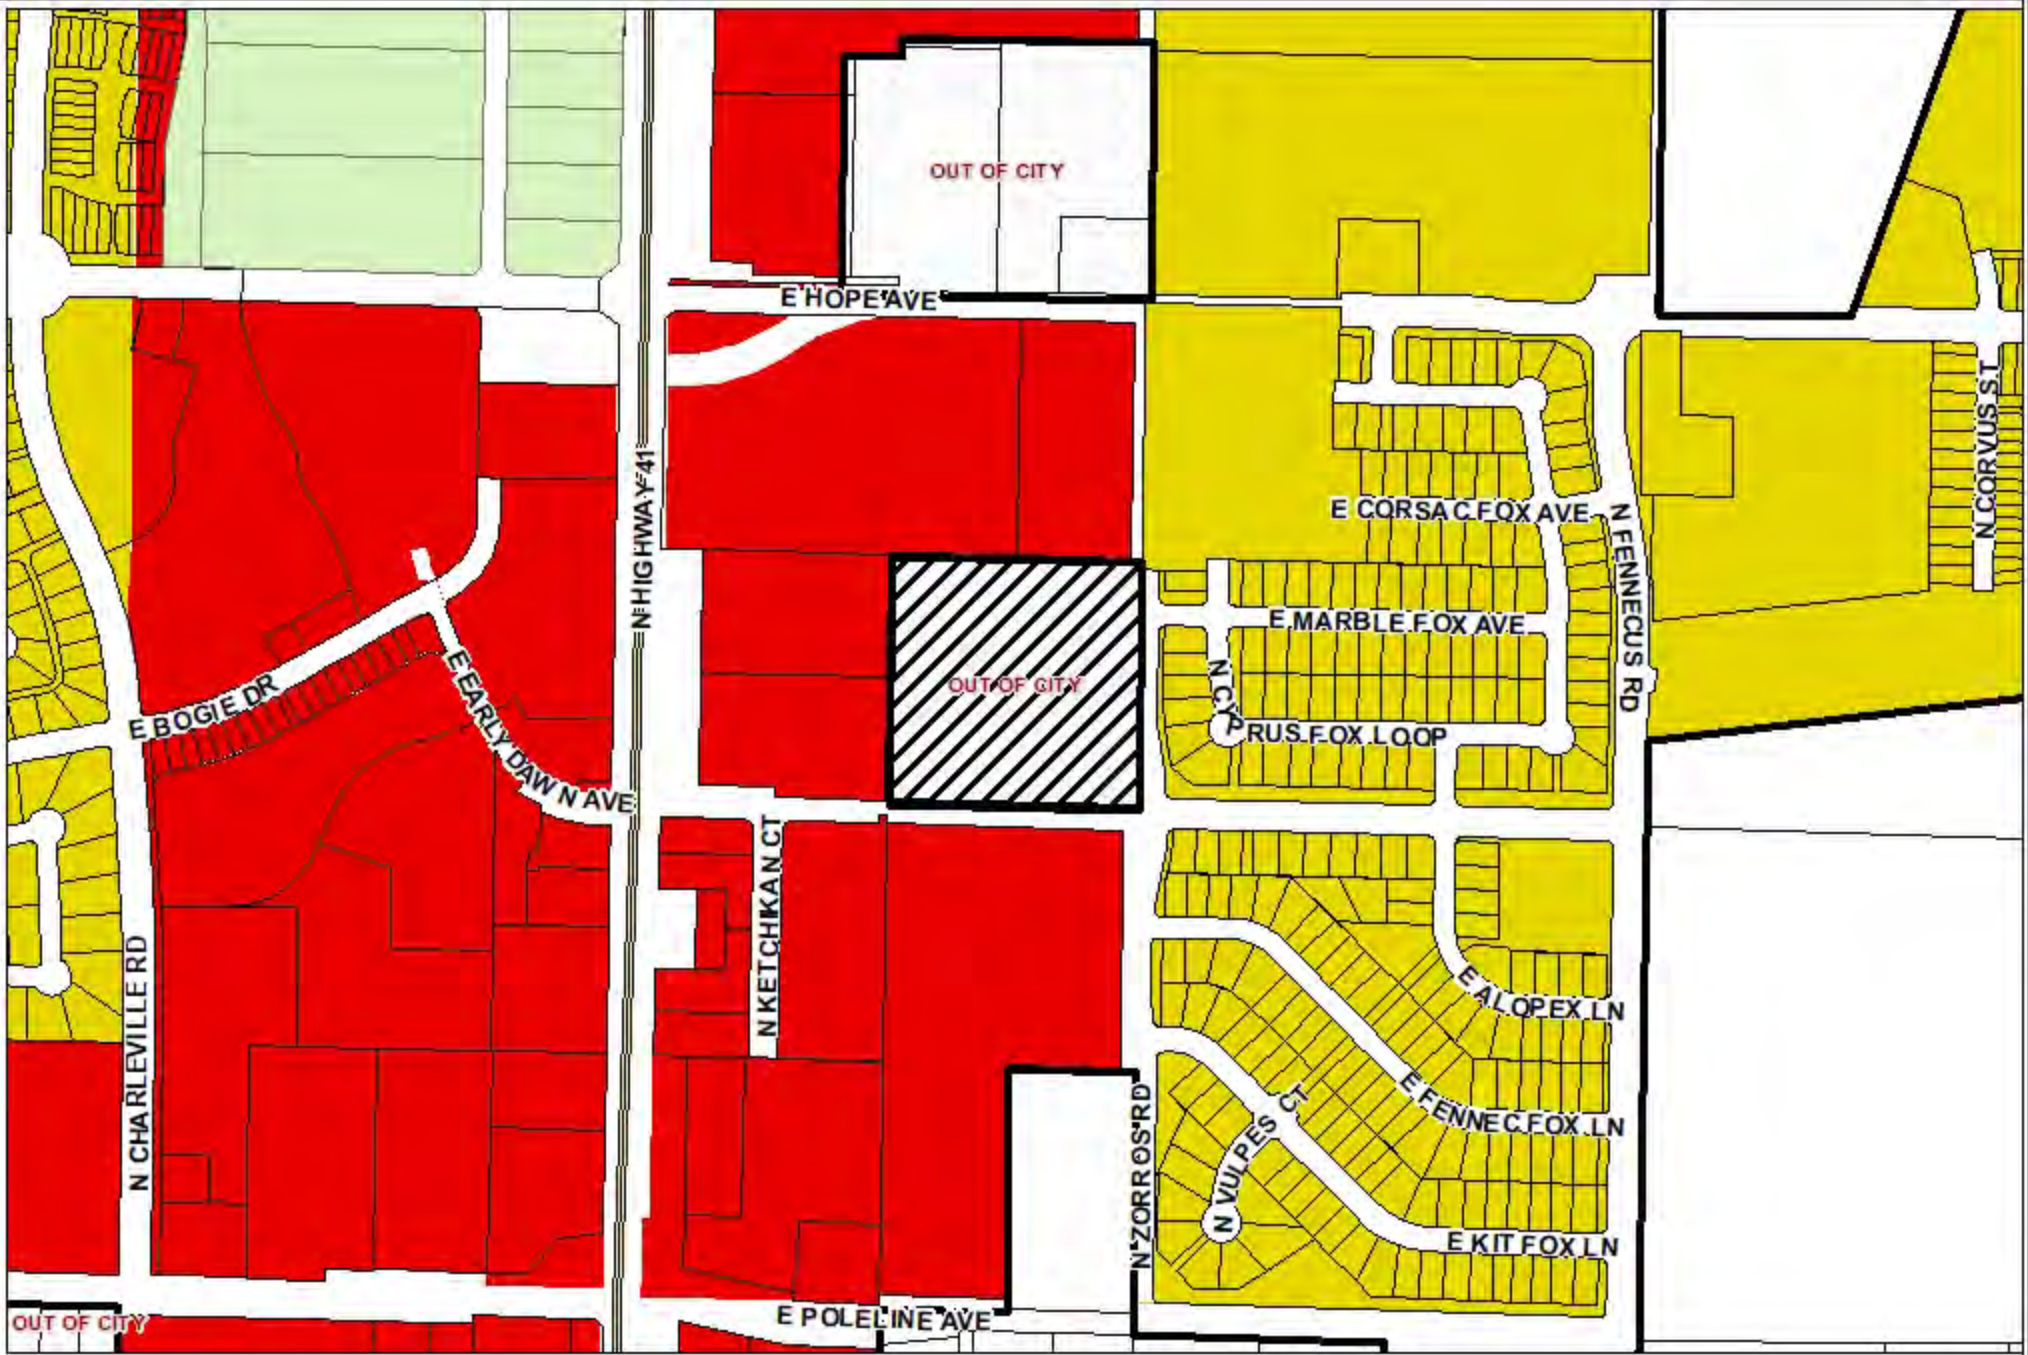 OUT OF CITY
E HOPE AVE
N HIGHWAY 41
E CORSAC FOX AVE
N CORVUS ST
N FENNECUS RD
E MARBLE FOX AVE
OUT OF CITY
N CYPRUS FOX LOOP
E BOGIE DR
E EARLY DAWN AVE
N KETCHIKAN CT
N CHARLEVILLE RD
E ALOPEX LN
E FENNEC FOX LN
N VULPES CT
N ZORROS RD
E KIT FOX LN
E POLELINE AVE
OUT OF CITY